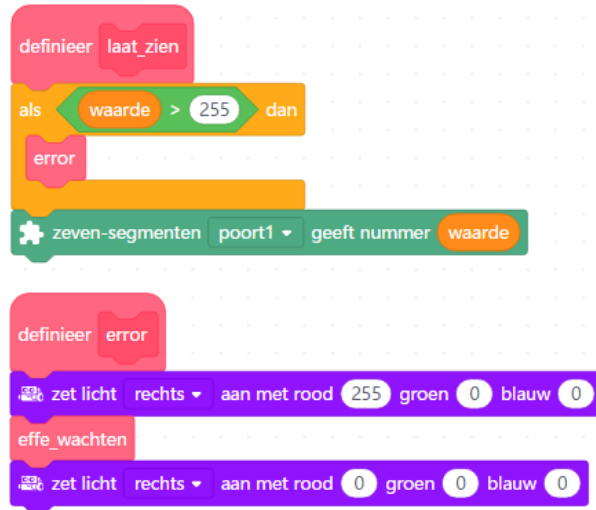 definieer laat_zien
als waarde > 255 dan
error
zeven-segmenten poort1 geeft nummer waarde
definieer error
zet licht rechts aan met rood 255 groen 0 blauw 0
effe_wachten
zet licht rechts aan met rood 0 groen 0 blauw 0